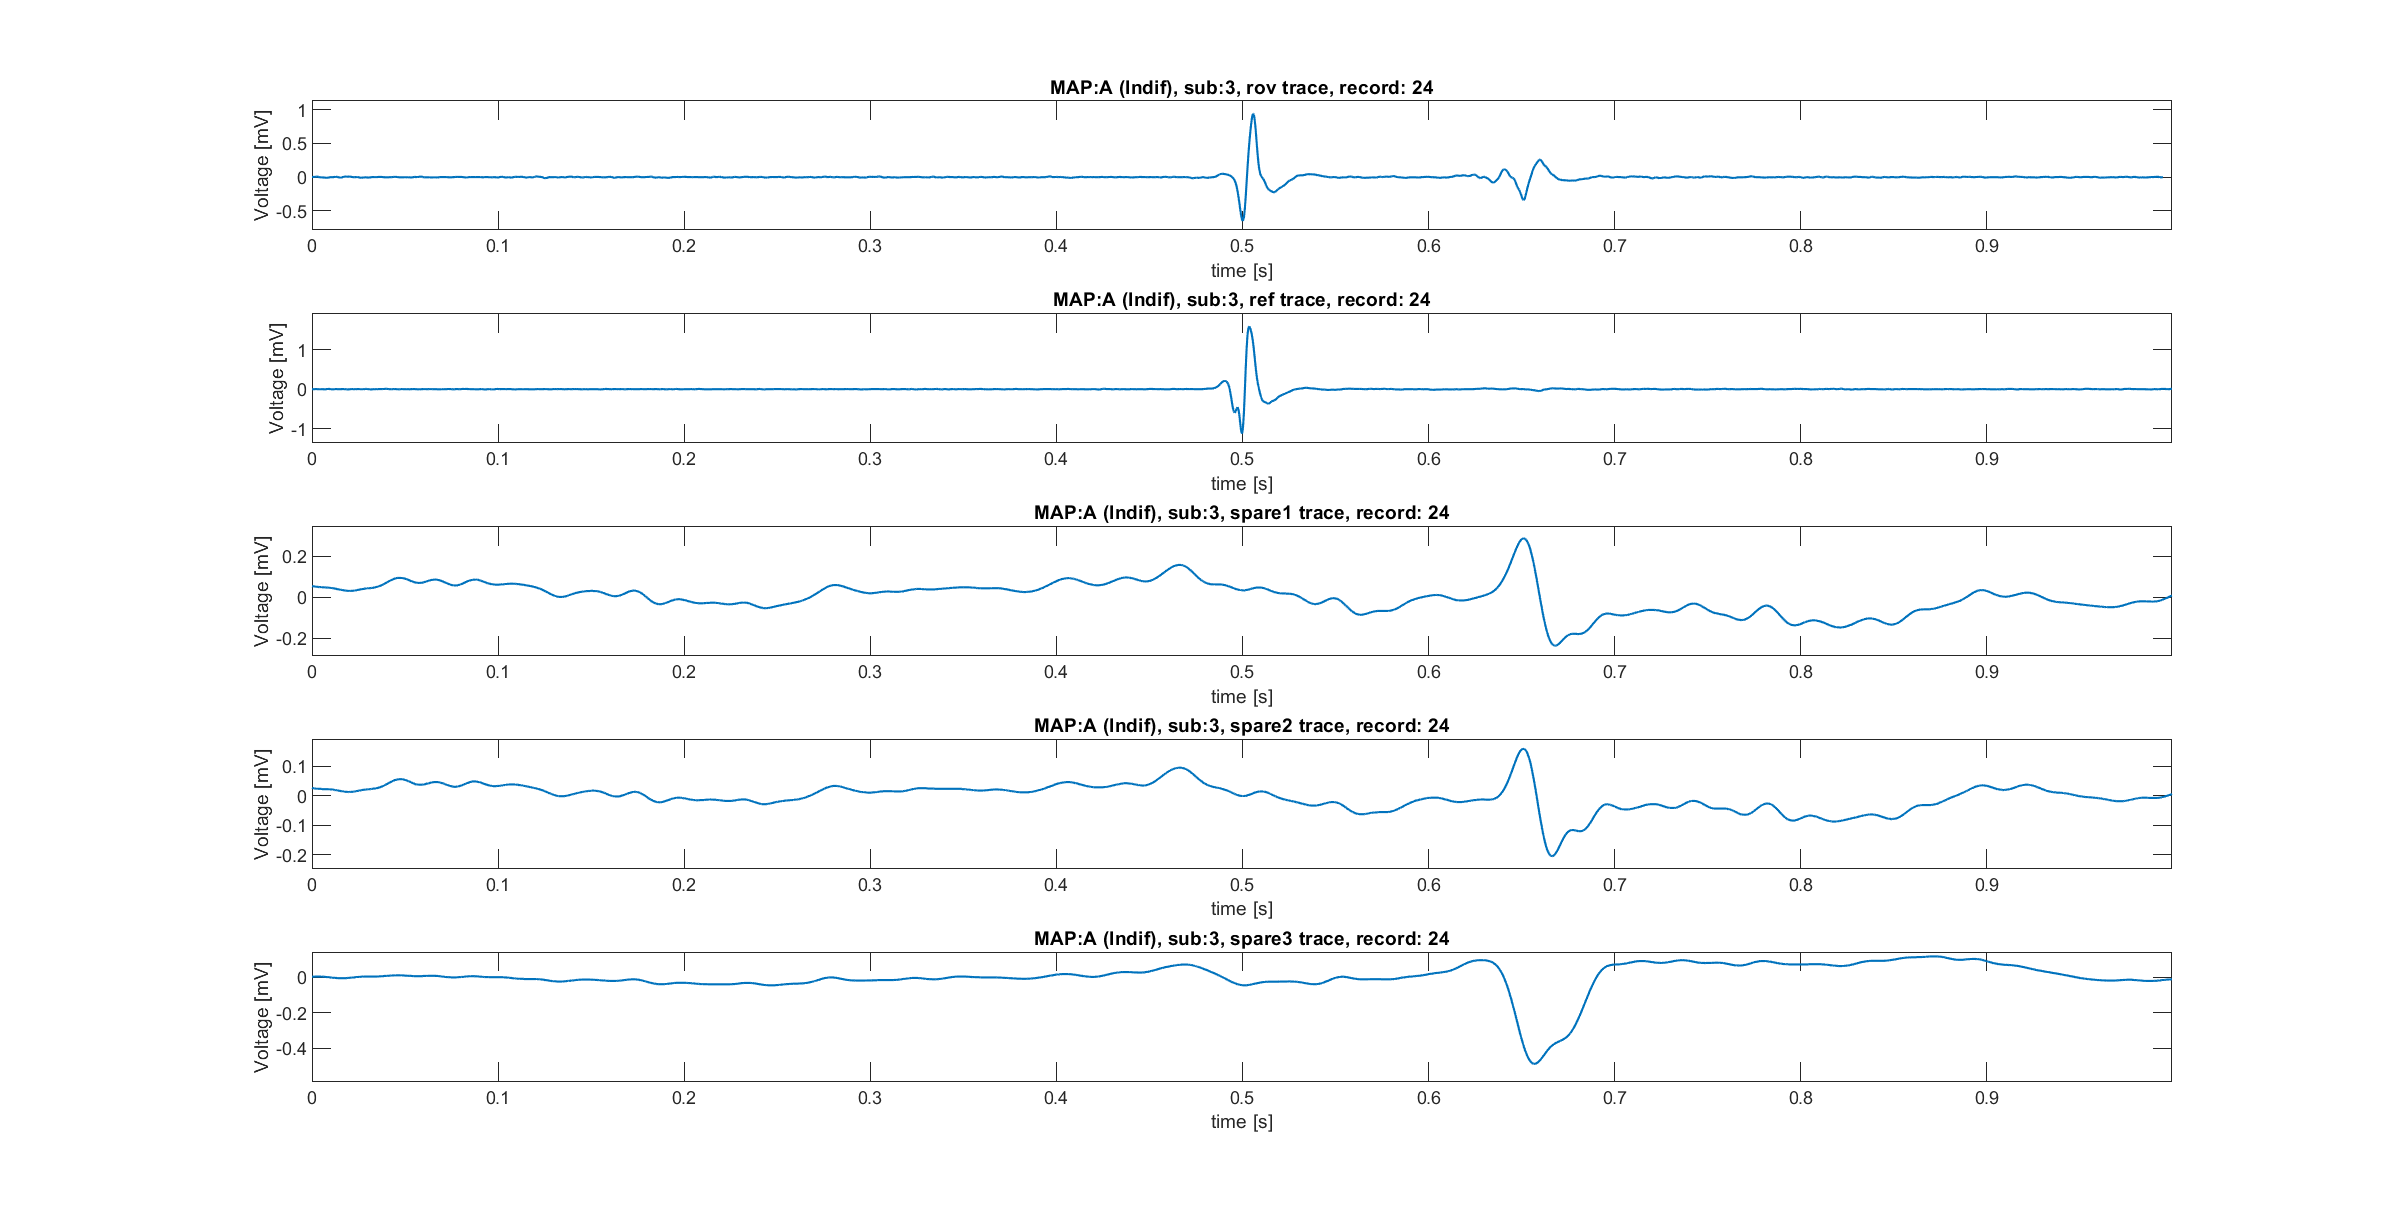 MAP:A (Indif), sub:3, rov trace, record: 24
Voltage [mV]
1
0.5
0
-0.5
0 0.1 0.2 0.3 0.4 0.5 0.6 0.7 0.8 0.9
time [s]
MAP:A (Indif), sub:3, ref trace, record: 24
Voltage [mV]
1
0
-1
0 0.1 0.2 0.3 0.4 0.5 0.6 0.7 0.8 0.9
time [s]
MAP:A (Indif), sub:3, spare1 trace, record: 24
Voltage [mV]
0.2
0
-0.2
0 0.1 0.2 0.3 0.4 0.5 0.6 0.7 0.8 0.9
time [s]
MAP:A (Indif), sub:3, spare2 trace, record: 24
Voltage [mV]
0.1
0
-0.1
-0.2
0 0.1 0.2 0.3 0.4 0.5 0.6 0.7 0.8 0.9
time [s]
MAP:A (Indif), sub:3, spare3 trace, record: 24
Voltage [mV]
0
-0.2
-0.4
0 0.1 0.2 0.3 0.4 0.5 0.6 0.7 0.8 0.9
time [s]